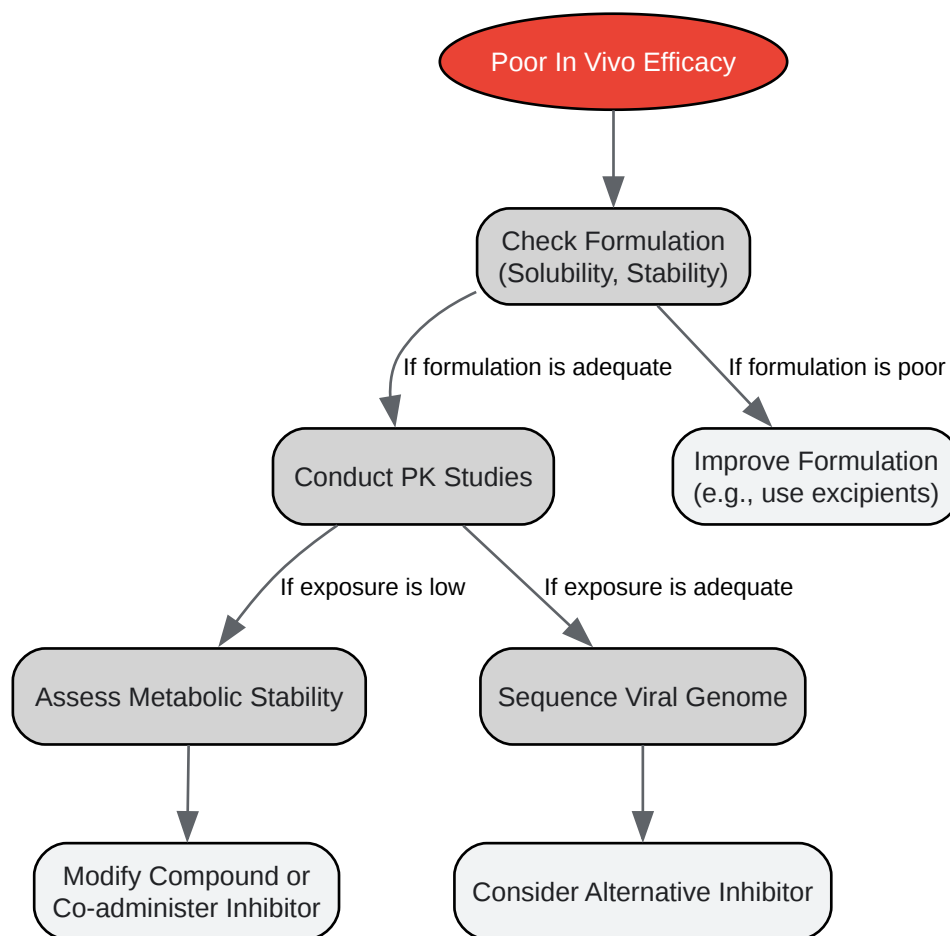 Poor In Vivo Efficacy
Check Formulation
(Solubility, Stability)
If formulation is adequate
If formulation is poor
Conduct PK Studies
Improve Formulation
(e.g., use excipients)
If exposure is low
If exposure is adequate
Assess Metabolic Stability
Sequence Viral Genome
Modify Compound or
Co-administer Inhibitor
Consider Alternative Inhibitor